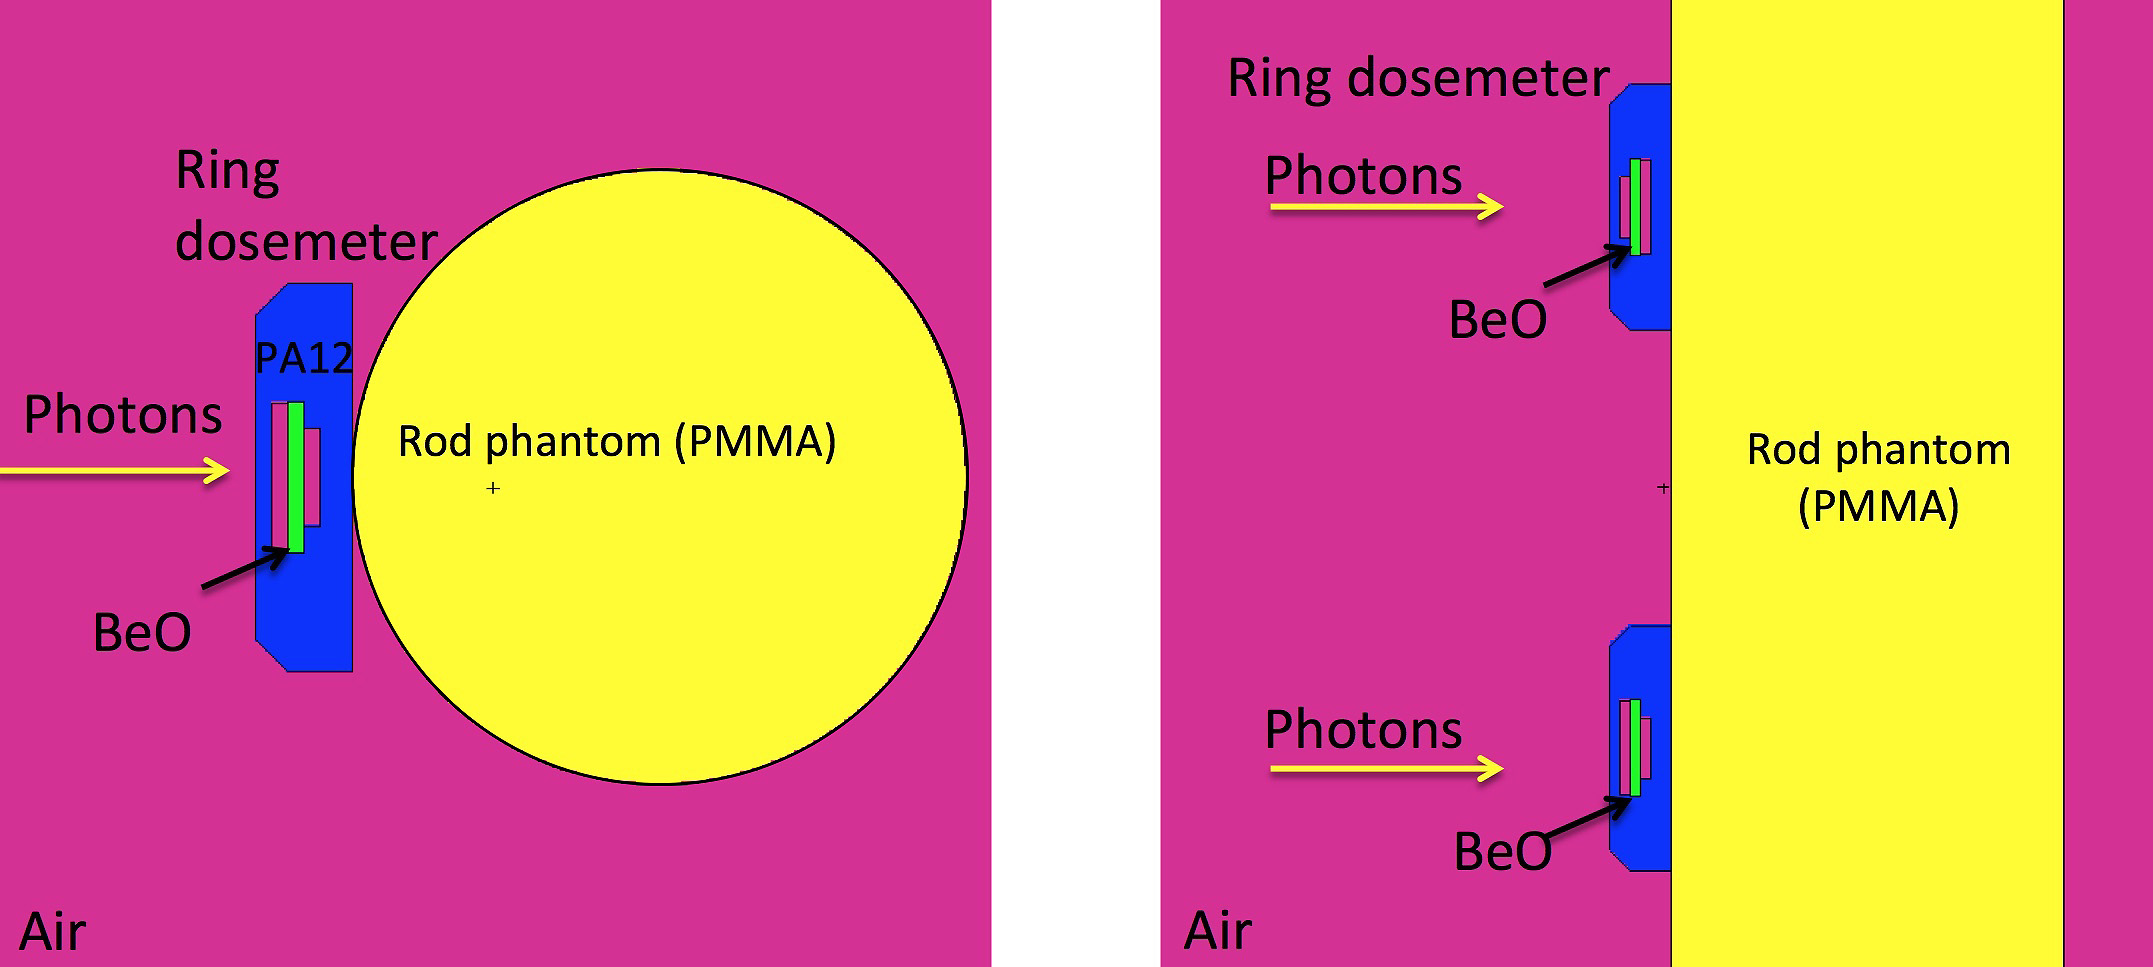 Ring
dosemeter
PA12
Photons
Rod phantom (PMMA)
BeO
Air
Ring dosemeter
Photons
BeO
Rod phantom
(PMMA)
Photons
BeO
Air